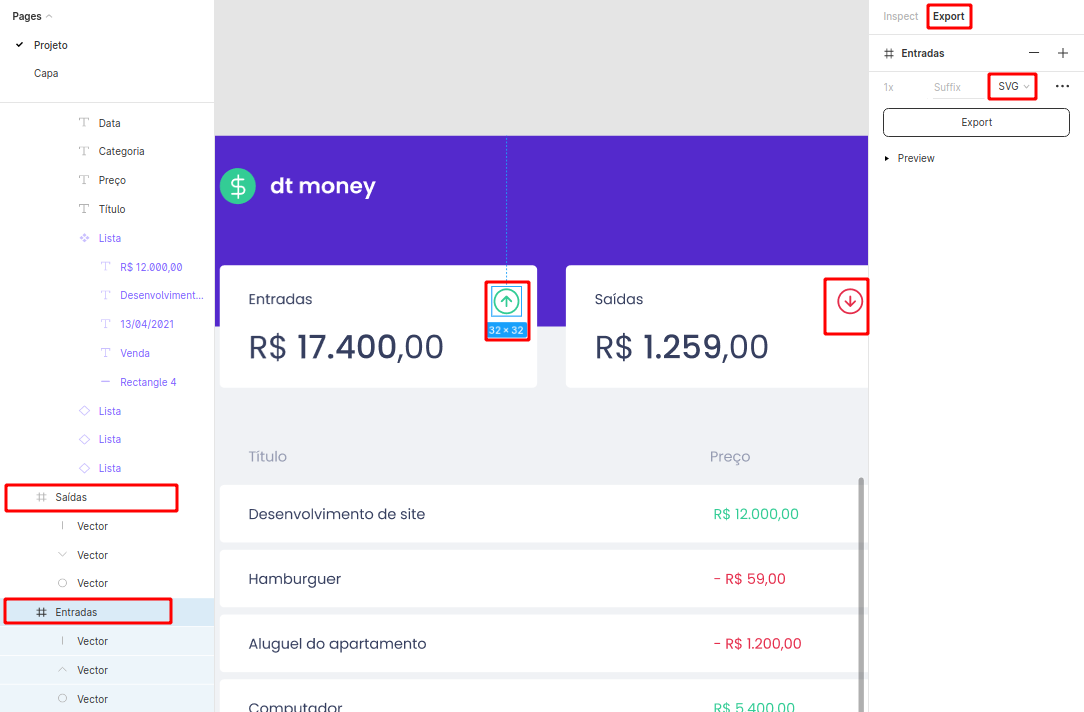 Pages
Projeto
Capa
Data
Categoria
Preço
Título
Lista
R$ 12.000,00
Desenvolviment...
13/04/2021
Venda
Rectangle 4
Lista
Lista
Lista
Saídas
Vector
Vector
Vector
Entradas
Vector
Vector
Vector
$ dt money
Entradas
R$ 17.400,00
32 × 32
Saídas
R$ 1.259,00
Título Preço
Desenvolvimento de site R$ 12.000,00
Hamburguer - R$ 59,00
Aluguel do apartamento - R$ 1.200,00
Computador R$ 5.400,00
Inspect Export
Entradas
1x Suffix SVG
Export
Preview